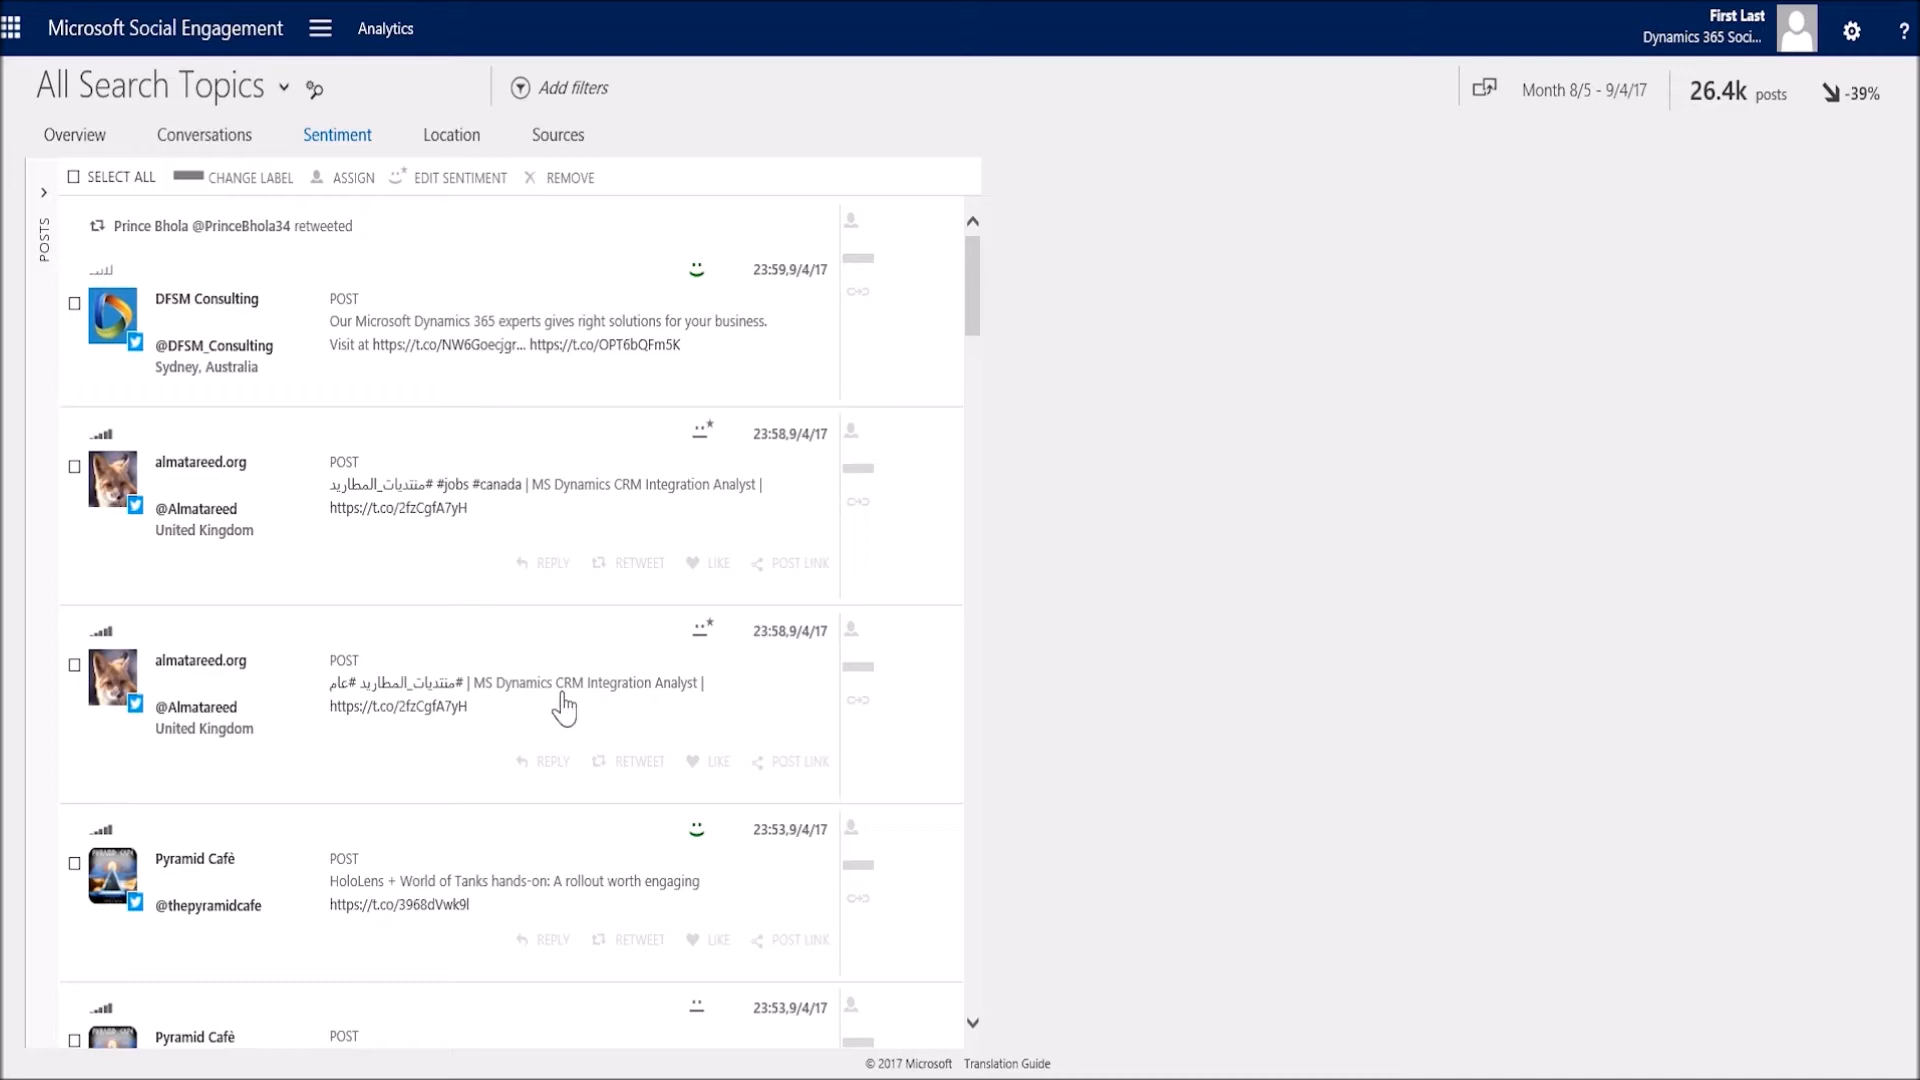 Microsoft Social Engagement
Analytics
First Last
Dynamics 365 Soci...
?
All Search Topics
Add filters
Month 8/5 - 9/4/17
26.4k posts
-39%
Overview
Conversations
Sentiment
Location
Sources
POSTS
SELECT ALL
CHANGE LABEL
ASSIGN
EDIT SENTIMENT
REMOVE
Prince Bhola @PrinceBhola34 retweeted
23:59,9/4/17
DFSM Consulting
@DFSM_Consulting
Sydney, Australia
POST
Our Microsoft Dynamics 365 experts gives right solutions for your business.
Visit at https://t.co/NW6Goecjgr... https://t.co/OPT6bQFm5K
23:58,9/4/17
almatareed.org
@Almatareed
United Kingdom
POST
#منتديات_المطاريد #jobs #canada | MS Dynamics CRM Integration Analyst |
https://t.co/2fzCgfA7yH
REPLY
RETWEET
LIKE
POST LINK
23:58,9/4/17
almatareed.org
@Almatareed
United Kingdom
POST
#منتديات_المطاريد #عام | MS Dynamics CRM Integration Analyst |
https://t.co/2fzCgfA7yH
REPLY
RETWEET
LIKE
POST LINK
23:53,9/4/17
Pyramid Cafè
@thepyramidcafe
POST
HoloLens + World of Tanks hands-on: A rollout worth engaging
https://t.co/3968dVwk9l
REPLY
RETWEET
LIKE
POST LINK
23:53,9/4/17
Pyramid Cafè
POST
© 2017 Microsoft
Translation Guide